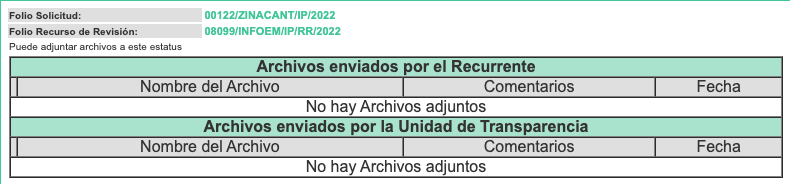 Folio Solicitud: 00122/ZINACANT/IP/2022
Folio Recurso de Revisión: 08099/INFOEM/IP/RR/2022
Puede adjuntar archivos a este estatus
Archivos enviados por el Recurrente
Nombre del Archivo Comentarios Fecha
No hay Archivos adjuntos
Archivos enviados por la Unidad de Transparencia
Nombre del Archivo Comentarios Fecha
No hay Archivos adjuntos